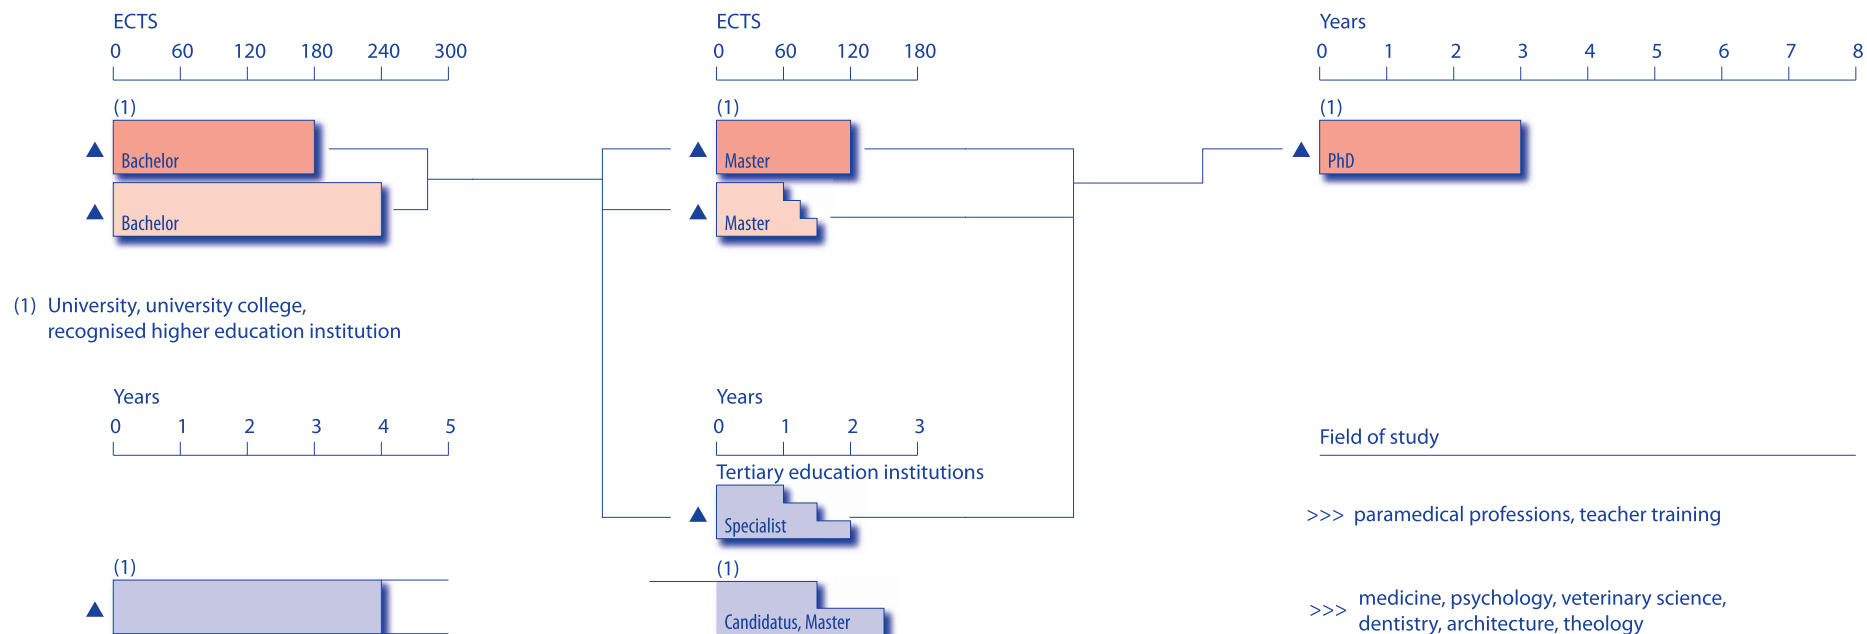 ECTS
0 60 120 180 240 300
(1)
Bachelor
Bachelor
(1) University, university college,
recognised higher education institution
Years
0 1 2 3 4 5
(1)
ECTS
0 60 120 180
(1)
Master
Master
Years
0 1 2 3
Tertiary education institutions
Specialist
(1)
Candidatus, Master
Years
0 1 2 3 4 5 6 7 8
(1)
PhD
Field of study
>>> paramedical professions, teacher training
>>> medicine, psychology, veterinary science,
dentistry, architecture, theology